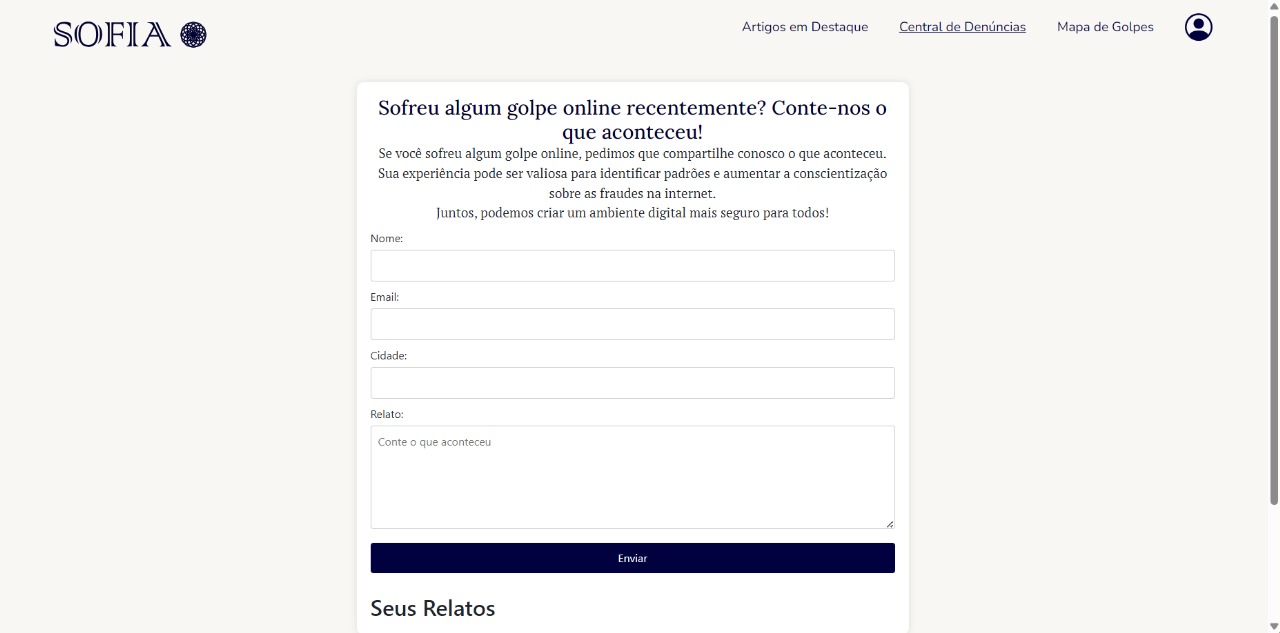 SOFIA
Artigos em Destaque
Central de Denúncias
Mapa de Golpes
Sofreu algum golpe online recentemente? Conte-nos o
que aconteceu!
Se você sofreu algum golpe online, pedimos que compartilhe conosco o que aconteceu.
Sua experiência pode ser valiosa para identificar padrões e aumentar a conscientização
sobre as fraudes na internet.
Juntos, podemos criar um ambiente digital mais seguro para todos!
Nome:
Email:
Cidade:
Relato:
Conte o que aconteceu
Enviar
Seus Relatos